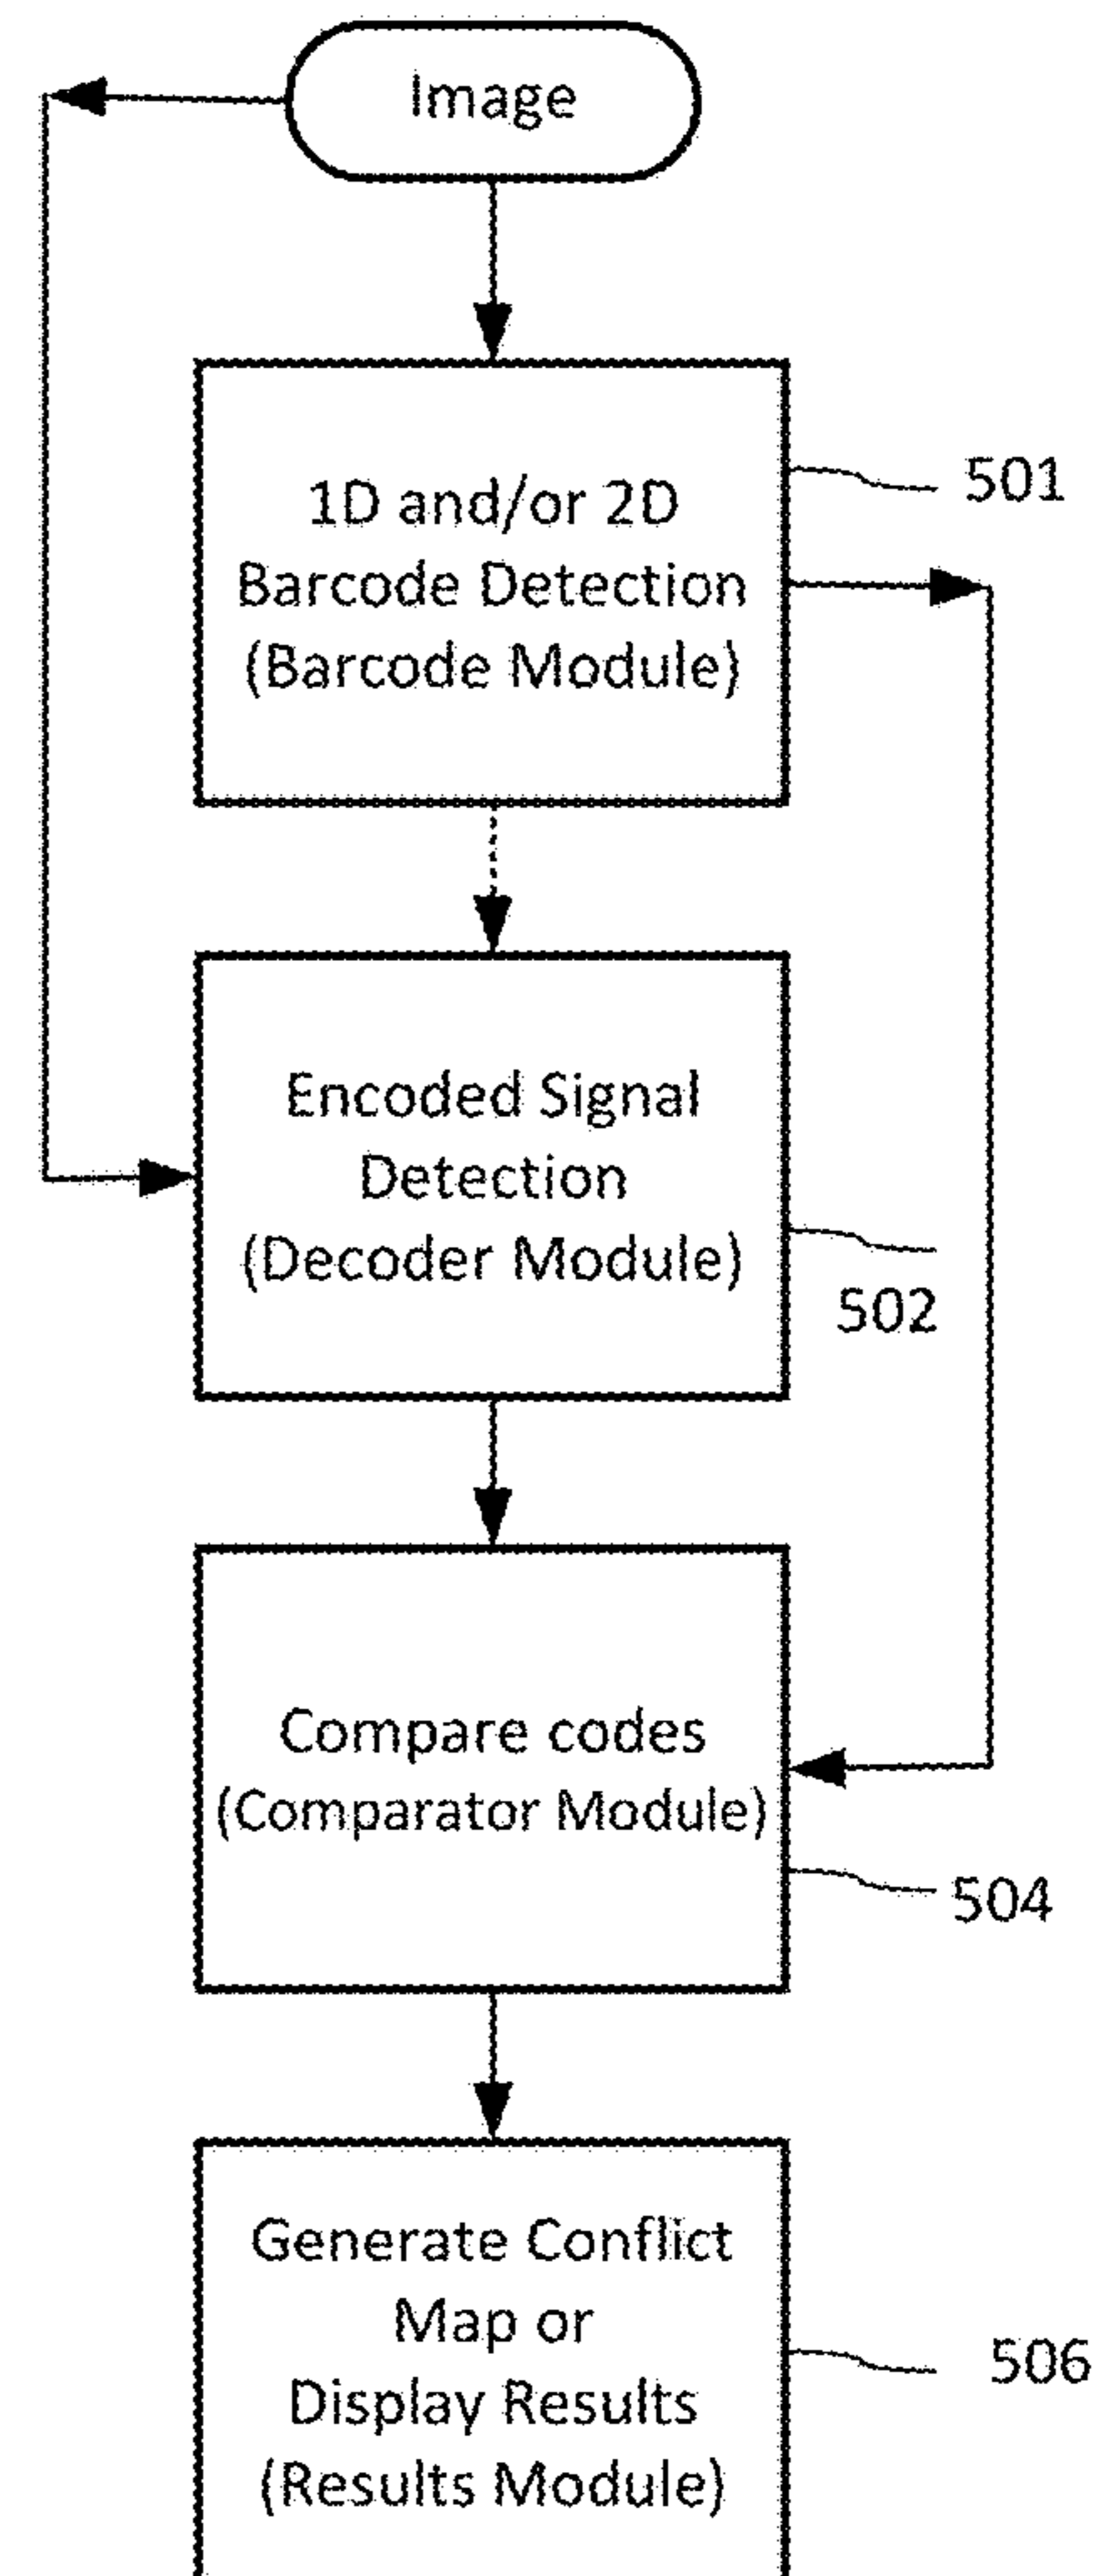 Image
1D and/or 2D
Barcode Detection
(Barcode Module)
501
Encoded Signal
Detection
(Decoder Module)
502
Compare codes
(Comparator Module)
504
Generate Conflict
Map or
Display Results
(Results Module)
506